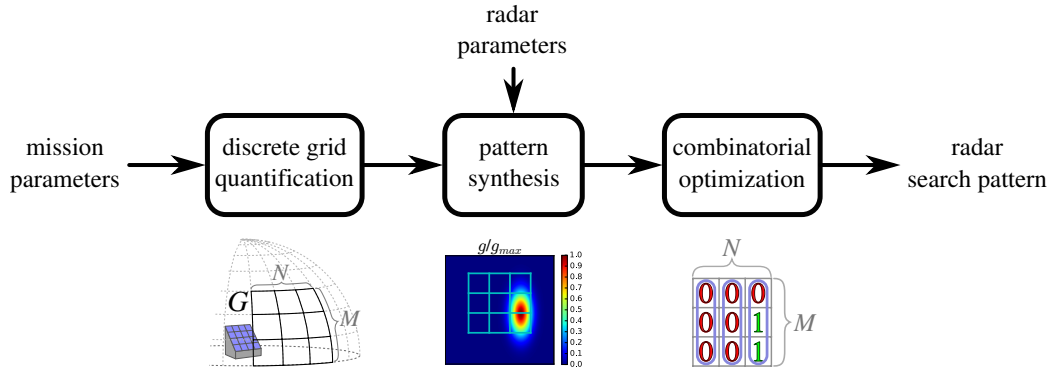 radar
parameters
mission
parameters
discrete grid
quantification
pattern
synthesis
combinatorial
optimization
radar
search pattern
G
N
M
g/g_max
1.0
0.9
0.8
0.7
0.6
0.5
0.4
0.3
0.2
0.1
0.0
N
0 0 0
0 0 1
0 0 1
M